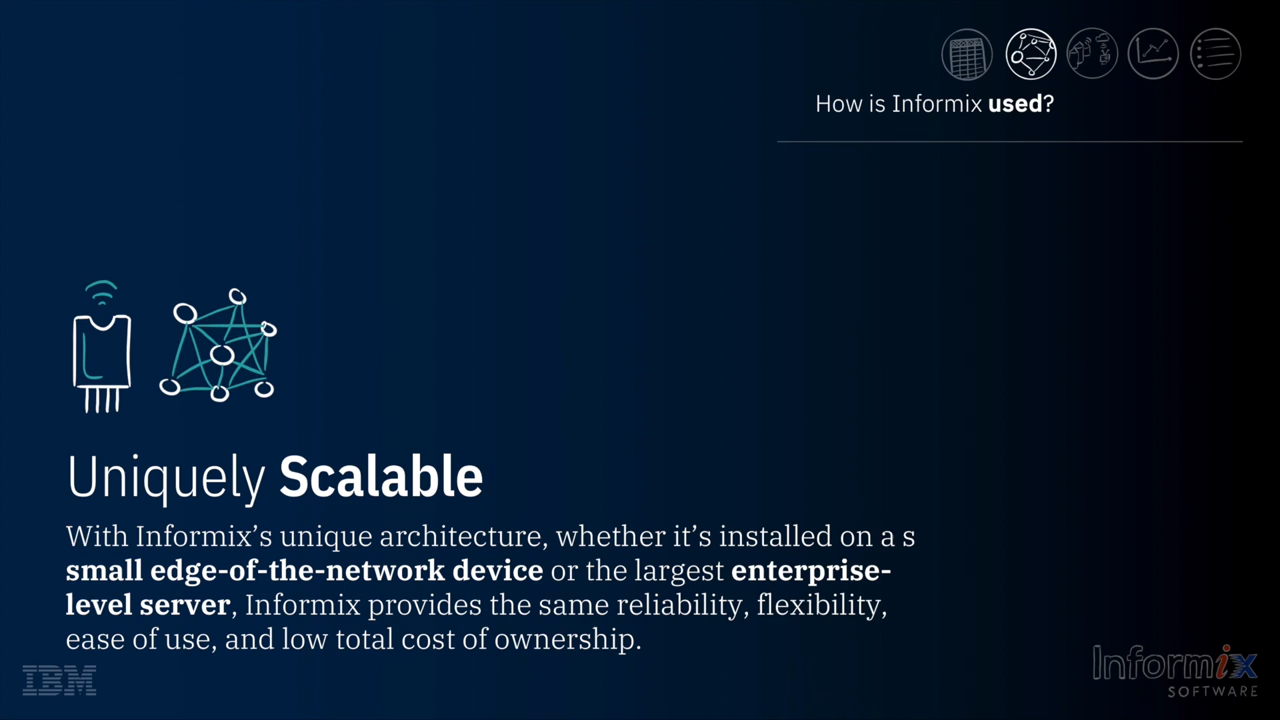 How is Informix used?
Uniquely Scalable
With Informix’s unique architecture, whether it’s installed on a s
small edge-of-the-network device or the largest enterprise-
level server, Informix provides the same reliability, flexibility,
ease of use, and low total cost of ownership.
IBM
Informix
SOFTWARE